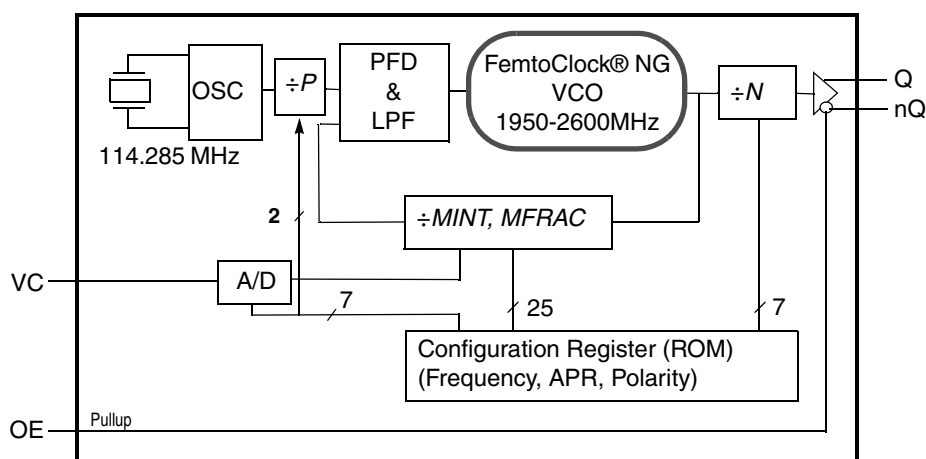 OSC
÷P
PFD
&
LPF
FemtoClock® NG
VCO
1950-2600MHz
÷N
Q
nQ
114.285 MHz
2
÷MINT, MFRAC
VC
A/D
7
25
7
Configuration Register (ROM)
(Frequency, APR, Polarity)
OE
Pullup